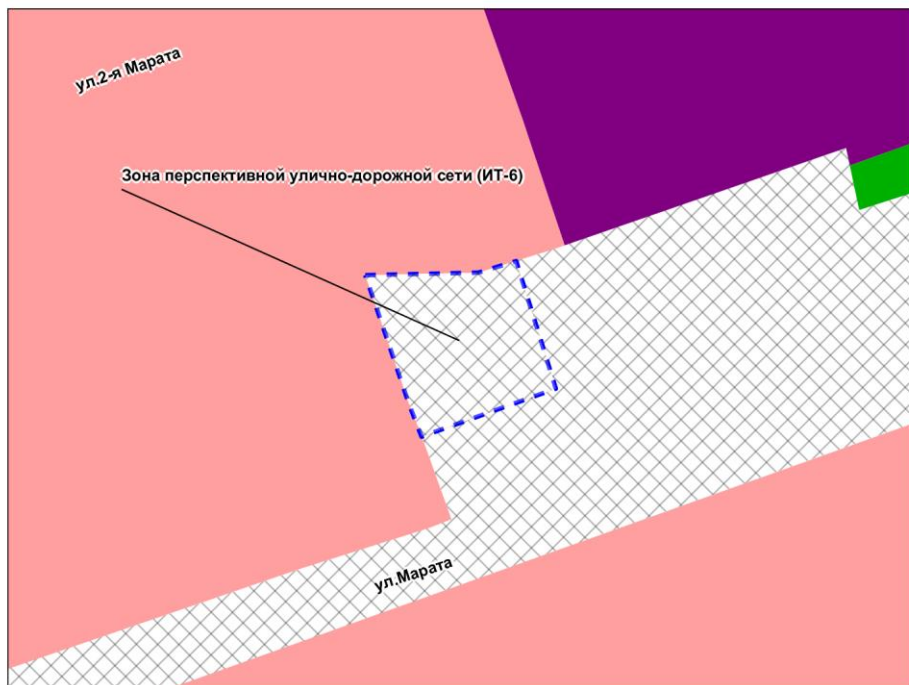 ул.2-я Марата
Зона перспективной улично-дорожной сети (ИТ-6)
ул.Марата